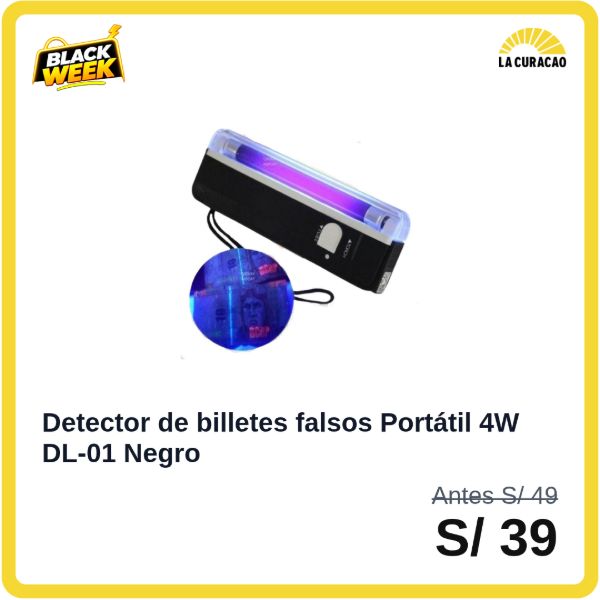 BLACK
WEEK
LA CURACAO
Detector de billetes falsos Portátil 4W
DL-01 Negro
Antes S/ 49
S/ 39